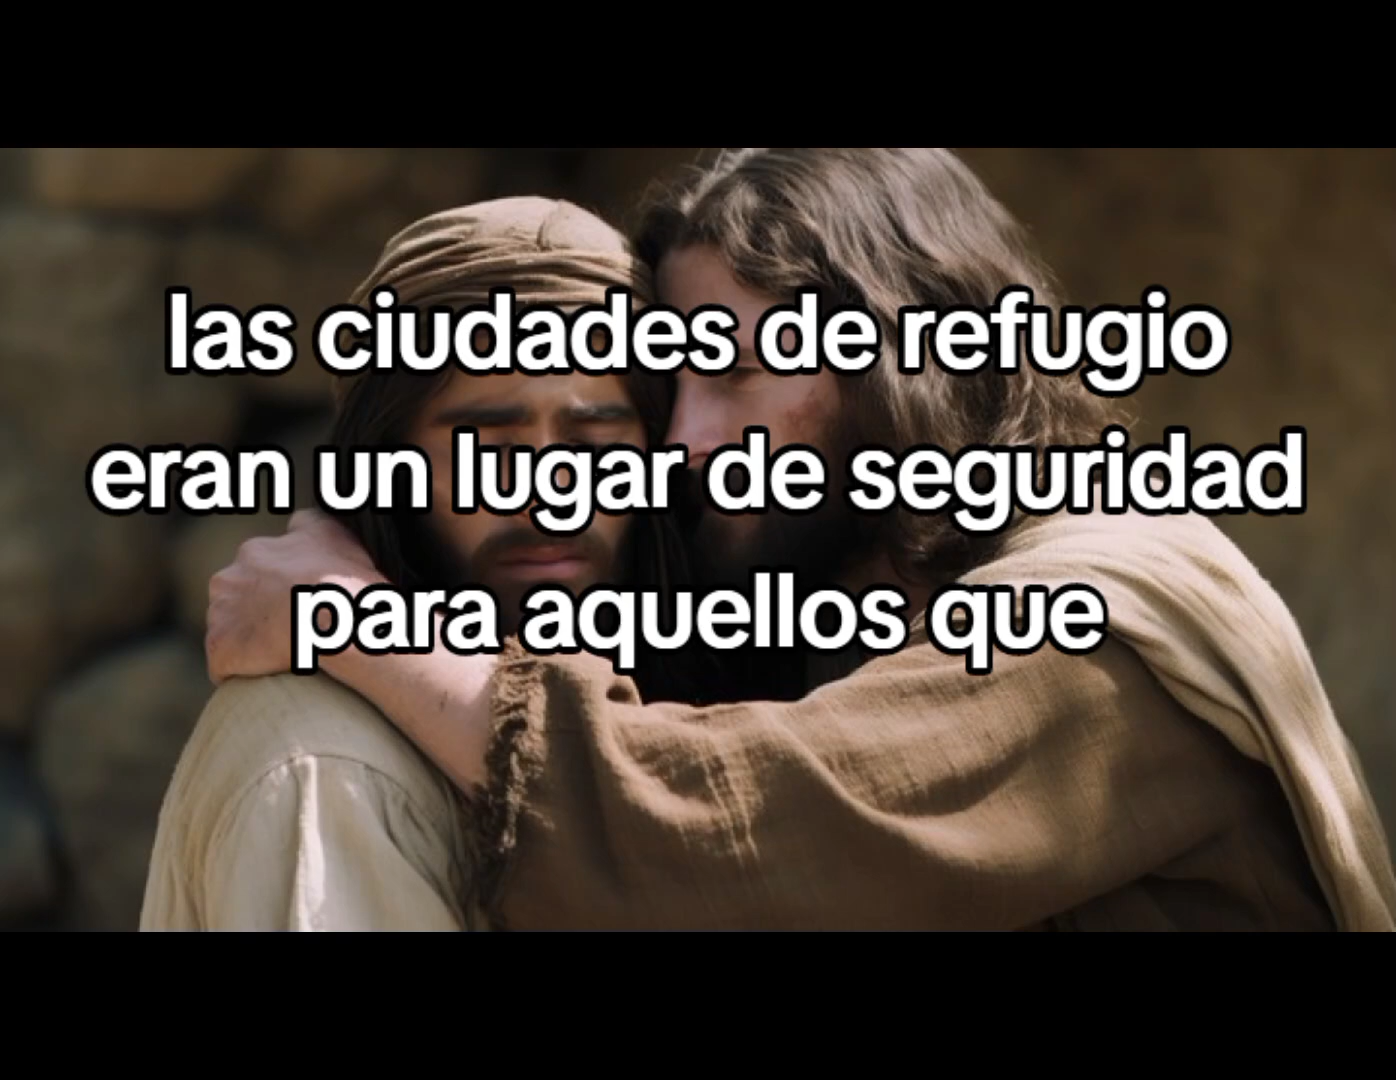 las ciudades de refugio
eran un lugar de seguridad
para aquellos que